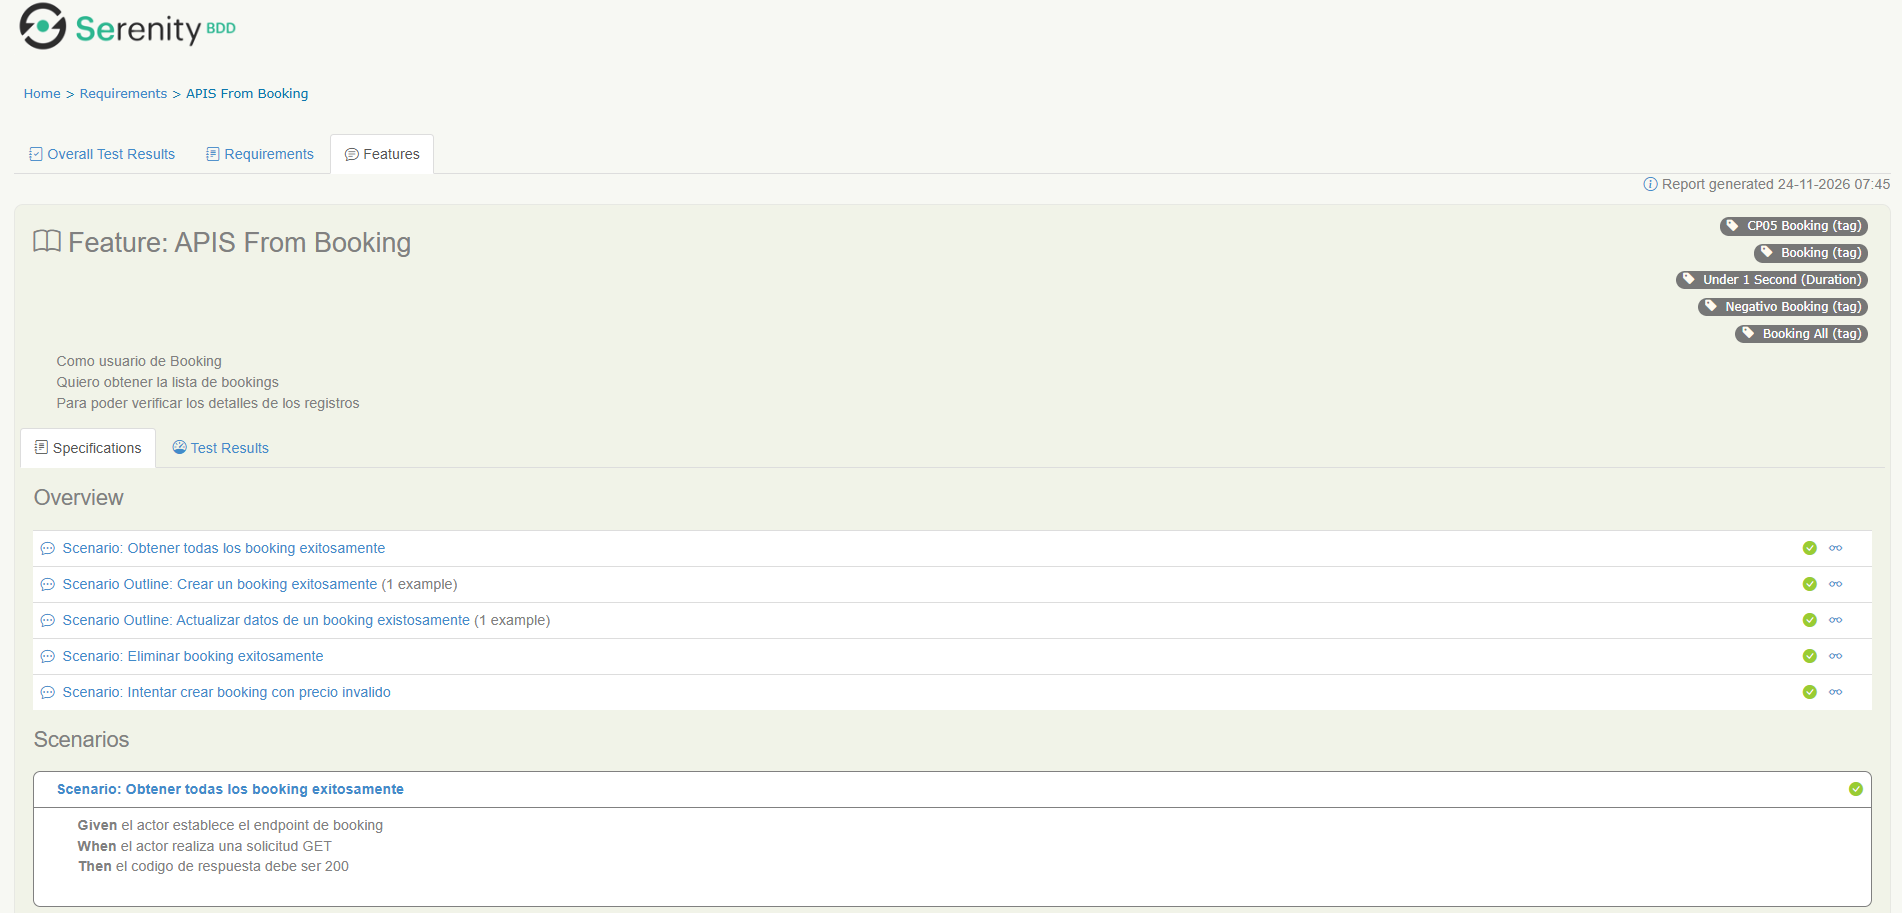 Serenity BDD
Home > Requirements > APIS From Booking
Overall Test Results Requirements Features
Report generated 24-11-2026 07:45
Feature: APIS From Booking
CP05 Booking (tag)
Booking (tag)
Under 1 Second (Duration)
Negativo Booking (tag)
Booking All (tag)
Como usuario de Booking
Quiero obtener la lista de bookings
Para poder verificar los detalles de los registros
Specifications Test Results
Overview
Scenario: Obtener todas los booking exitosamente
Scenario Outline: Crear un booking exitosamente (1 example)
Scenario Outline: Actualizar datos de un booking existosamente (1 example)
Scenario: Eliminar booking exitosamente
Scenario: Intentar crear booking con precio invalido
Scenarios
Scenario: Obtener todas los booking exitosamente
Given el actor establece el endpoint de booking
When el actor realiza una solicitud GET
Then el codigo de respuesta debe ser 200